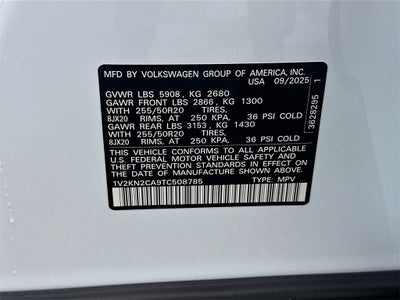 MFD BY VOLKSWAGEN GROUP OF AMERICA, INC.
USA 09/2025
GVWR LBS 5908, KG 2680
GAWR FRONT LBS 2866, KG 1300
WITH 255/50R20 TIRES,
8JX20 RIMS, AT 250 KPA, 36 PSI COLD
GAWR REAR LBS 3153, KG 1430
WITH 255/50R20 TIRES,
8JX20 RIMS, AT 250 KPA, 36 PSI COLD
THIS VEHICLE CONFORMS TO ALL APPLICABLE
U.S. FEDERAL MOTOR VEHICLE SAFETY
STANDARDS IN EFFECT ON THE
DATE OF MANUFACTURE SHOWN ABOVE.
1V2KN2CA9TC508785 TYPE: MPV
3628295 1